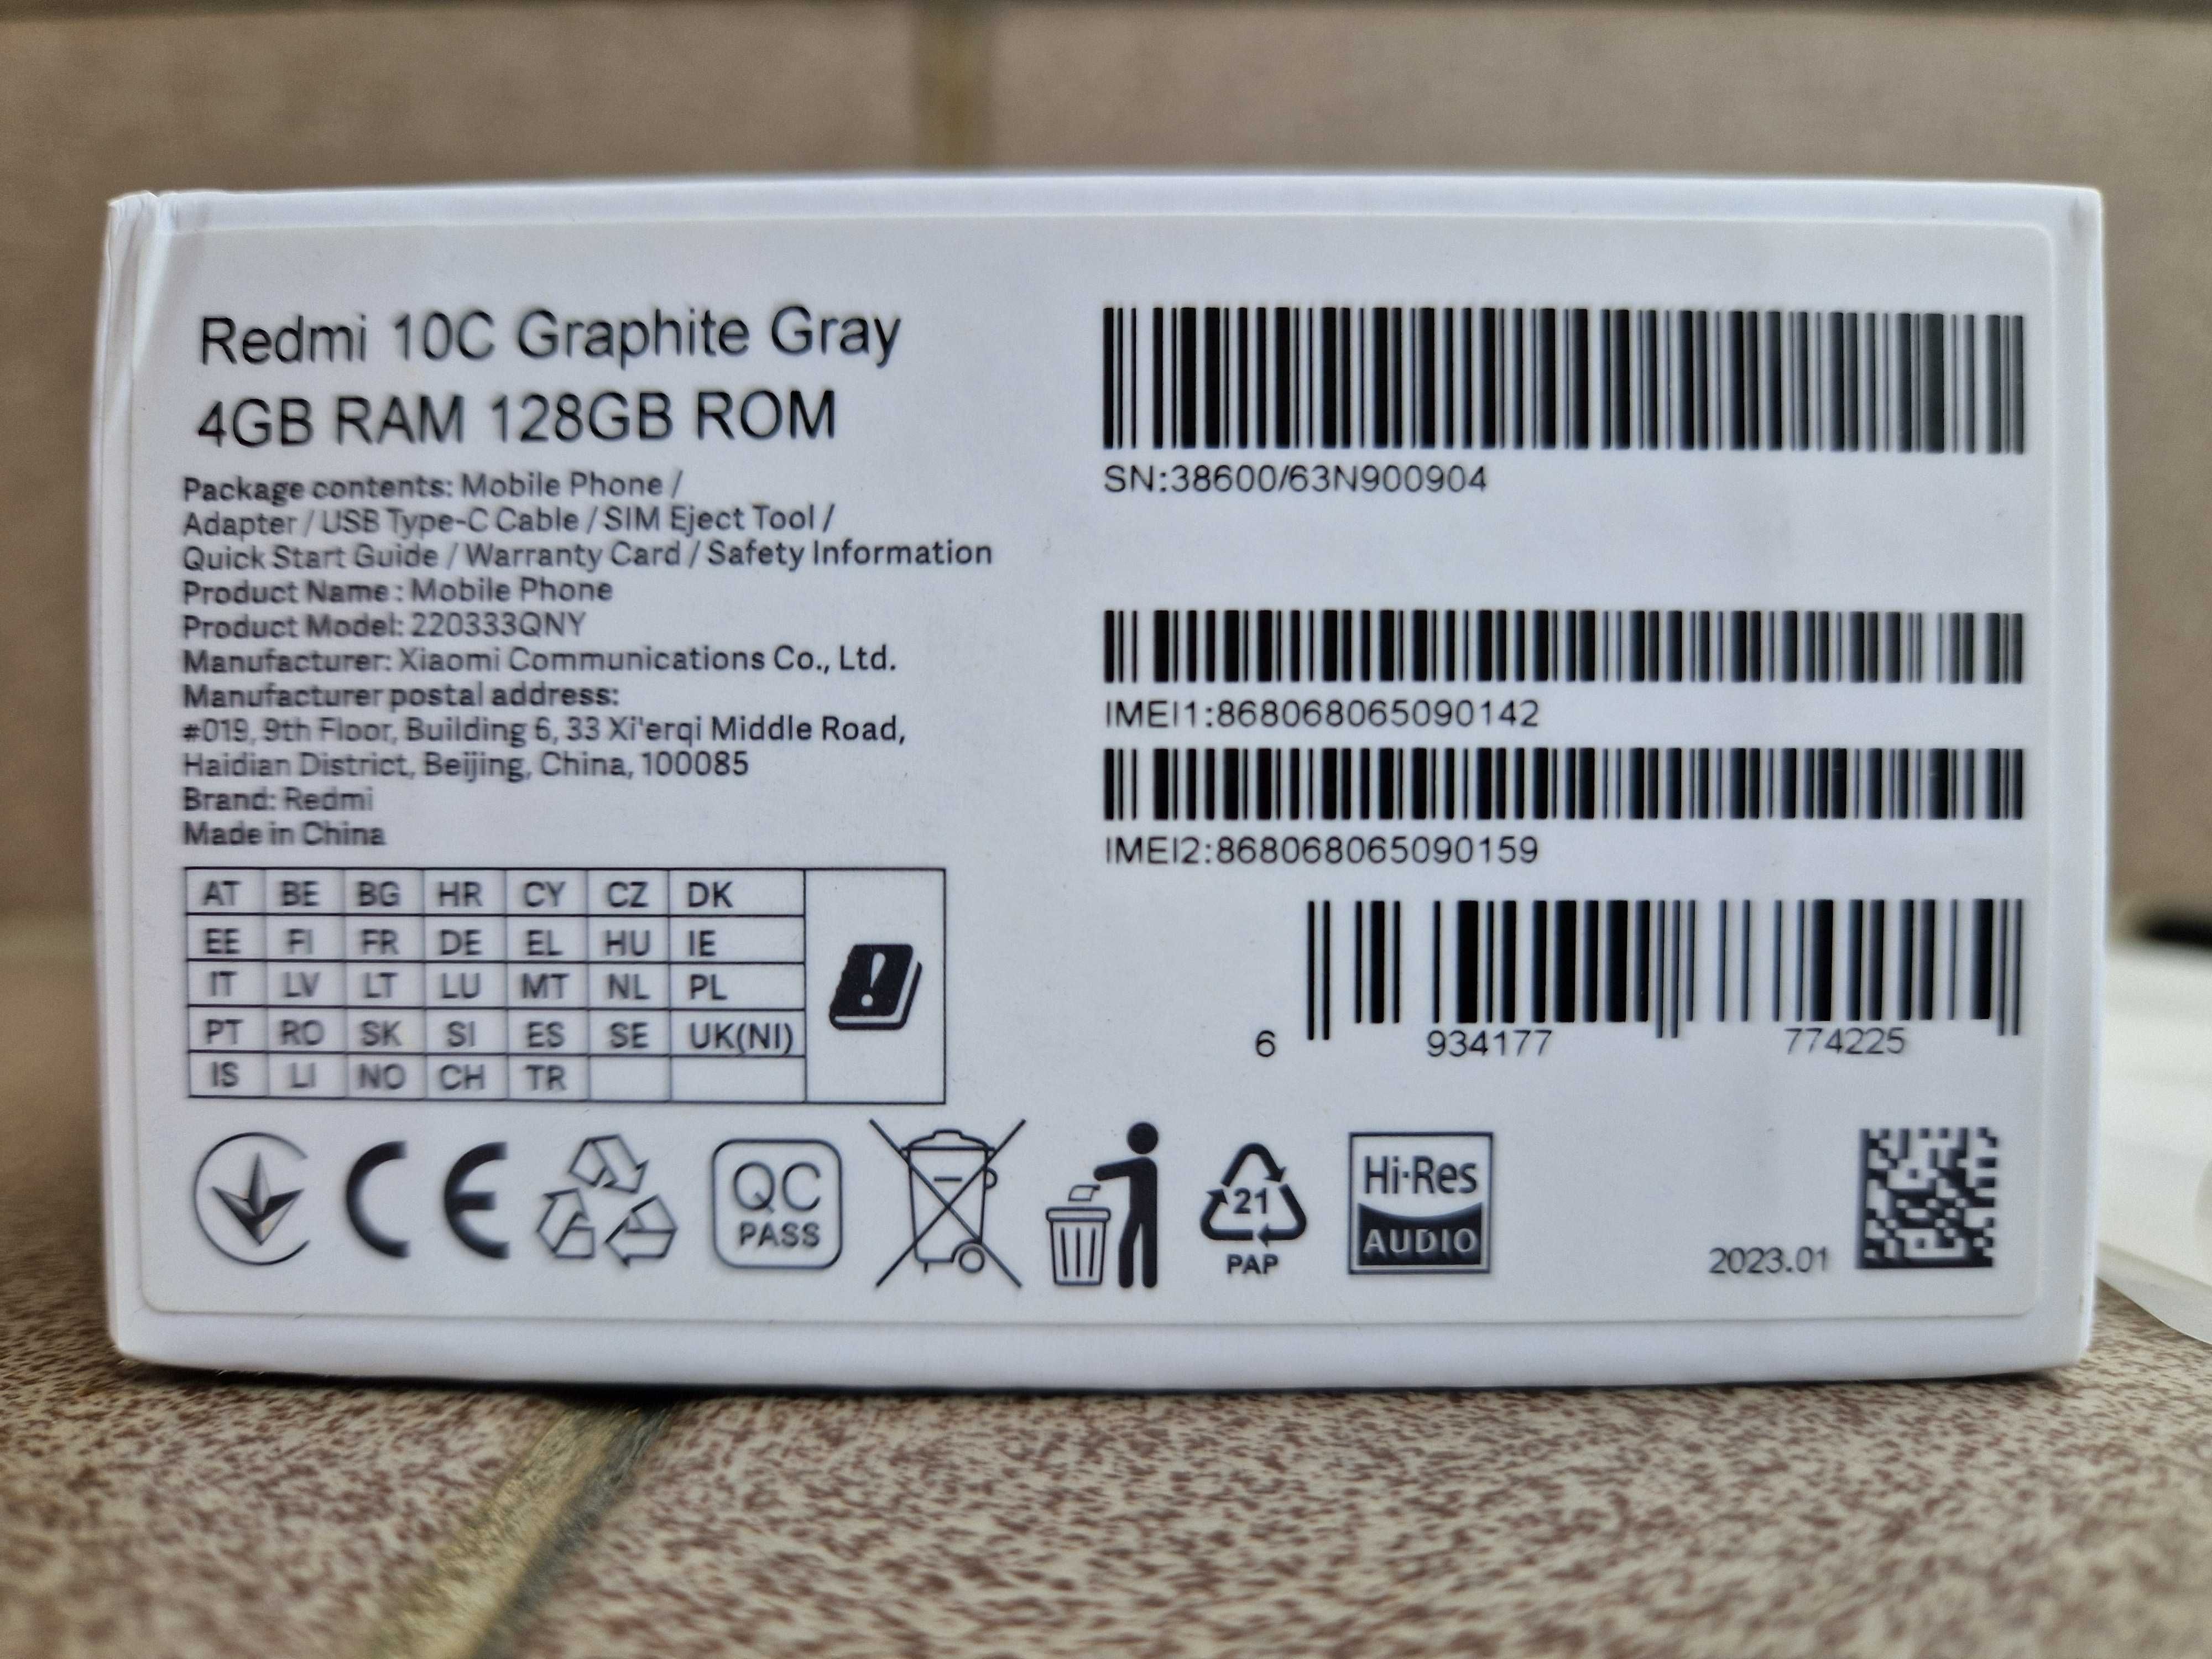 Redmi 10C Graphite Gray
4GB RAM 128GB ROM
Package contents: Mobile Phone /
Adapter / USB Type-C Cable / SIM Eject Tool /
Quick Start Guide / Warranty Card / Safety Information
Product Name : Mobile Phone
Product Model: 220333QNY
Manufacturer: Xiaomi Communications Co., Ltd.
Manufacturer postal address:
#019, 9th Floor, Building 6, 33 Xi'erqi Middle Road,
Haidian District, Beijing, China, 100085
Brand: Redmi
Made in China
AT BE BG HR CY CZ DK
EE FI FR DE EL HU IE
IT LV LT LU MT NL PL
PT RO SK SI ES SE UK(NI)
IS LI NO CH TR
SN:38600/63N900904
IMEI1:868068065090142
IMEI2:868068065090159
6 934177 774225
CE
QC
PASS
21
PAP
Hi-Res
AUDIO
2023.01